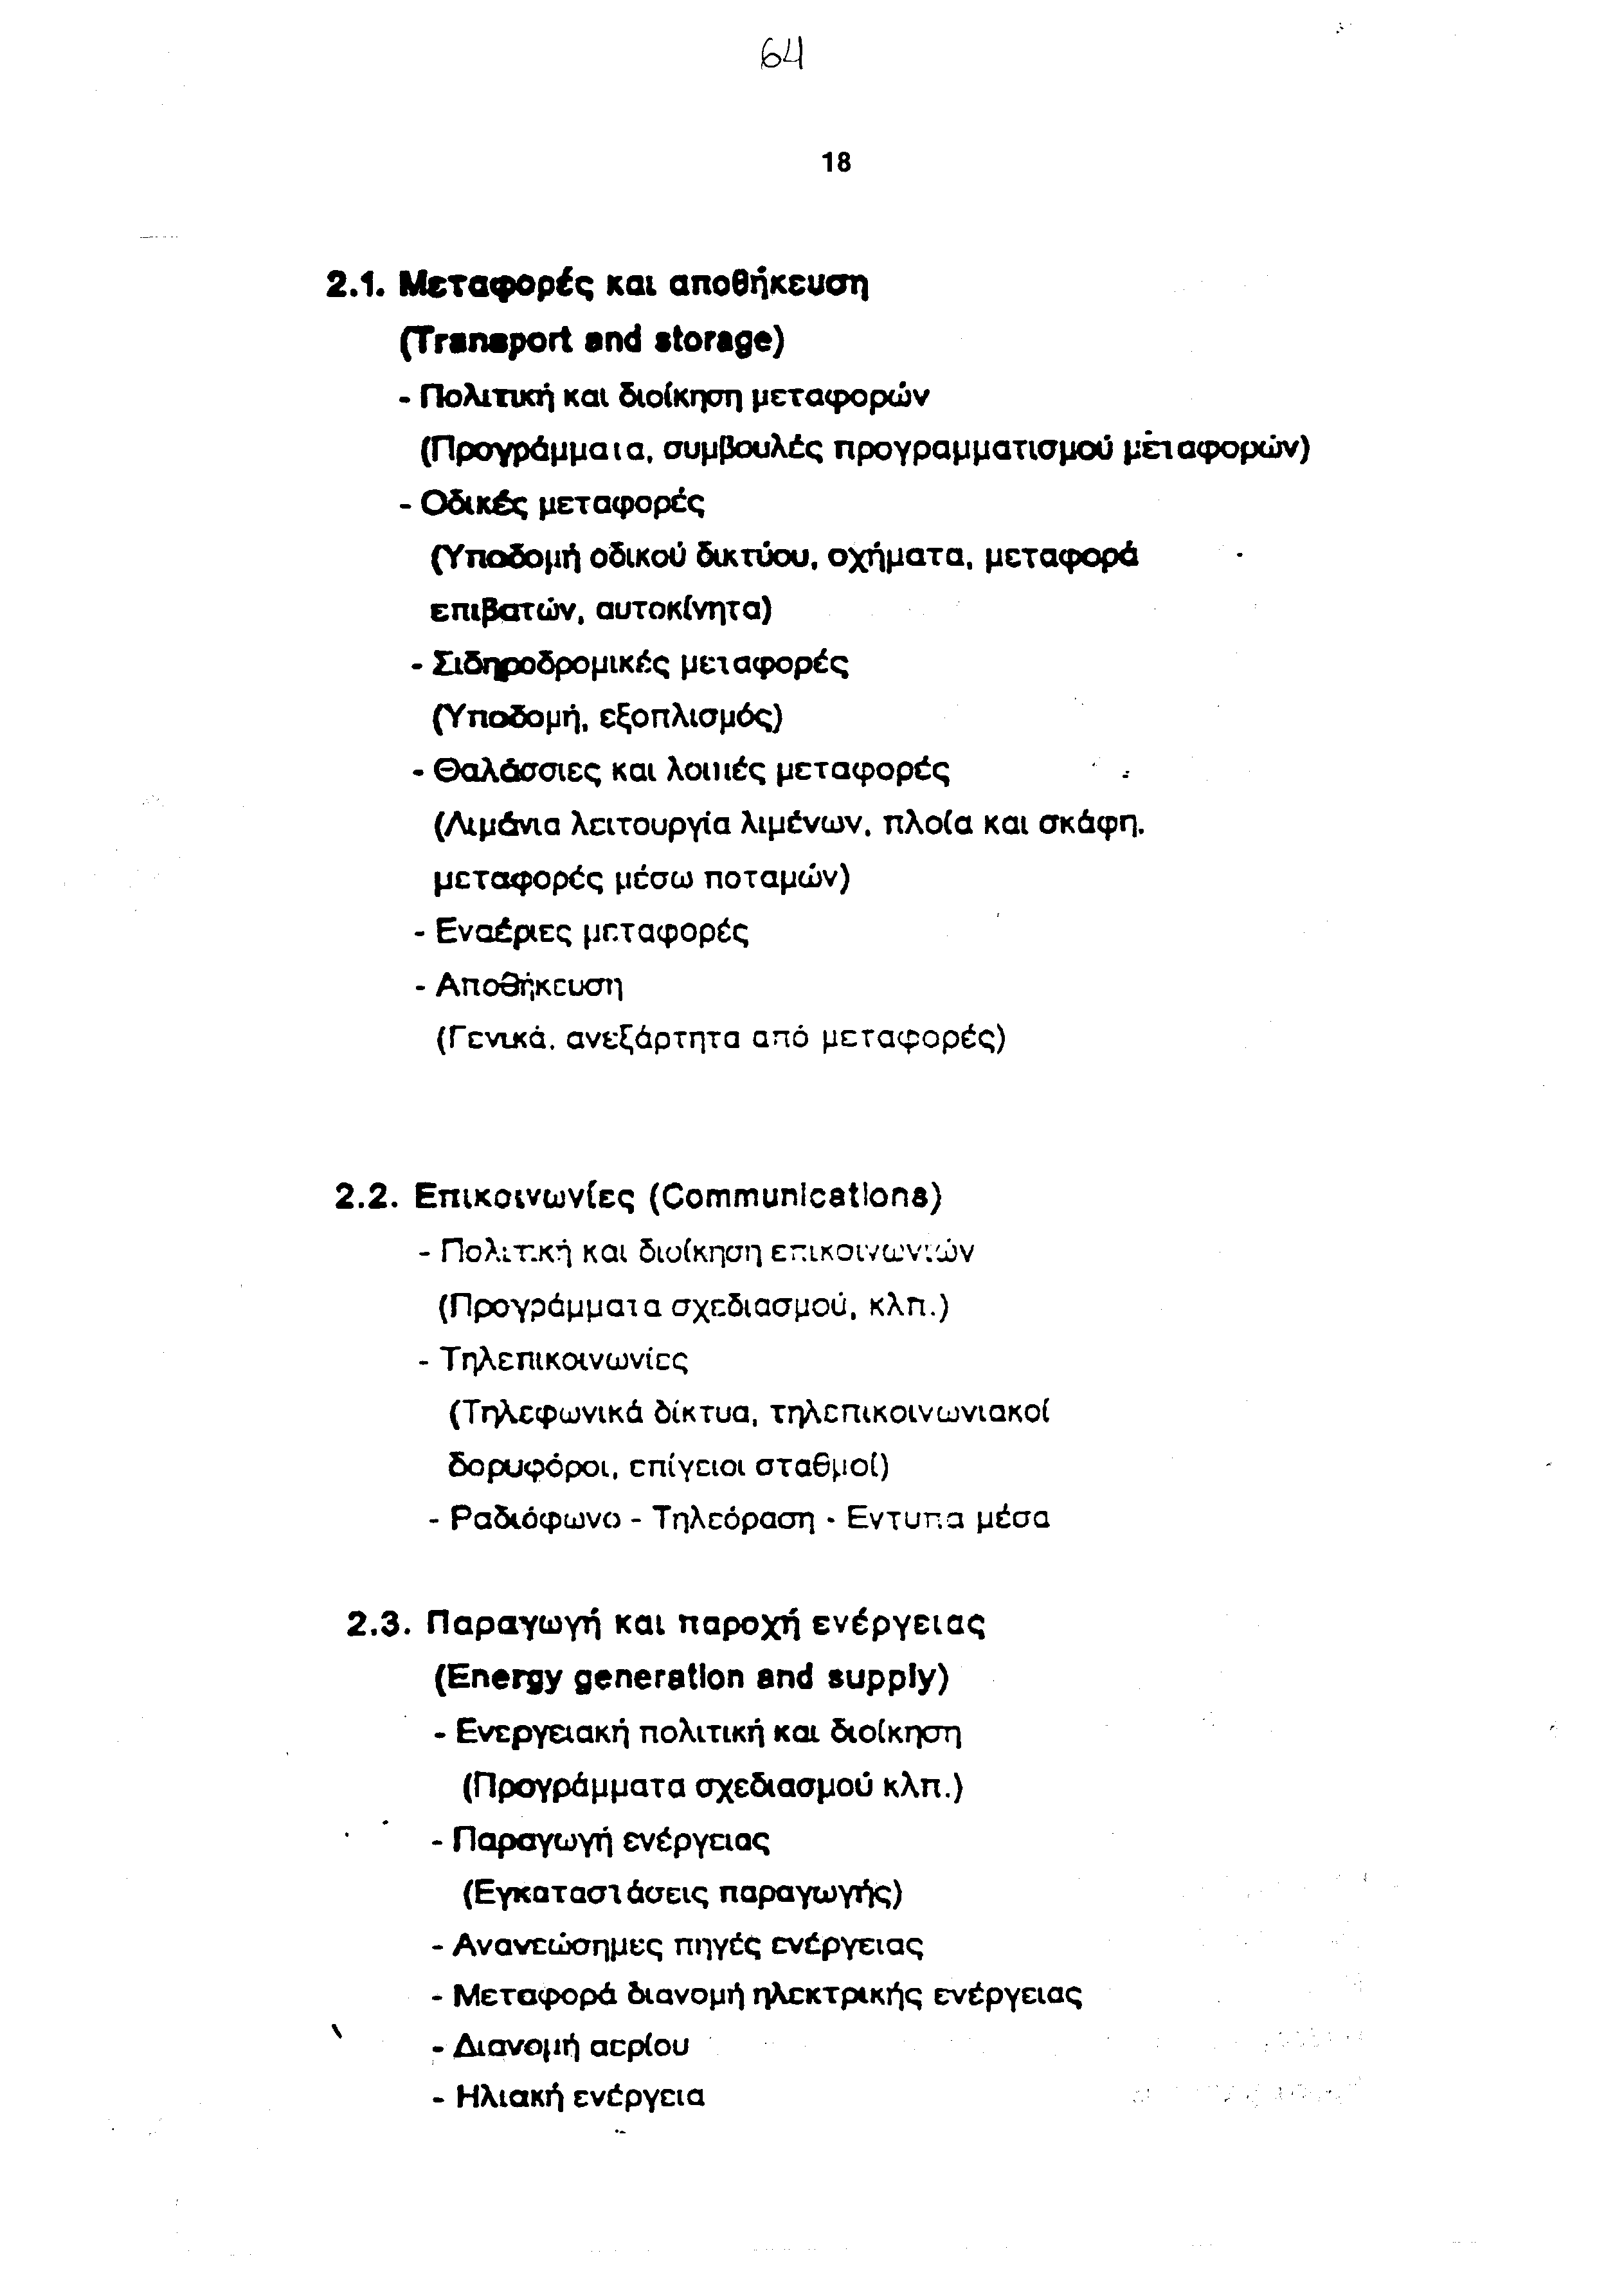 64
18
2.1. Μεταφορές και αποθήκευση
(Transport and storage)
- Πολιτική και διοίκηση μεταφορών
(Προγράμματα, συμβουλές προγραμματισμού μεταφορών)
- Οδικές μεταφορές
(Υποδομή οδικού δικτύου, οχήματα, μεταφορά
επιβατών, αυτοκίνητα)
- Σιδηροδρομικές μεταφορές
(Υποδομή, εξοπλισμός)
- Θαλάσσιες και λοιπές μεταφορές
(Λιμάνια λειτουργία λιμένων, πλοία και σκάφη,
μεταφορές μέσω ποταμών)
- Εναέριες μεταφορές
- Αποθήκευση
(Γενικά, ανεξάρτητα από μεταφορές)
2.2. Επικοινωνίες (Communications)
- Πολιτική και διοίκηση επικοινωνιών
(Προγράμματα σχεδιασμού, κλπ.)
- Τηλεπικοινωνίες
(Τηλεφωνικά δίκτυα, τηλεπικοινωνιακοί
δορυφόροι, επίγειοι σταθμοί)
- Ραδιόφωνο - Τηλεόραση - Εντυπα μέσα
2.3. Παραγωγή και παροχή ενέργειας
(Energy generation and supply)
- Ενεργειακή πολιτική και διοίκηση
(Προγράμματα σχεδιασμού κλπ.)
- Παραγωγή ενέργειας
(Εγκαταστάσεις παραγωγής)
- Ανανεώσημες πηγές ενέργειας
- Μεταφορά διανομή ηλεκτρικής ενέργειας
- Διανομή αερίου
- Ηλιακή ενέργεια